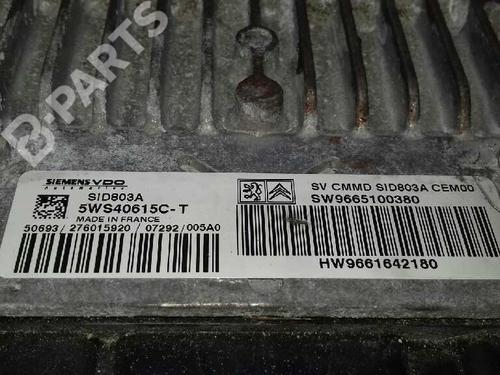 B-PARTS
SIEMENS VDO
Automotive
SID803A
5WS40615C-T
MADE IN FRANCE
50693/ 276015920 07292 /005A0
SV CMMD SID803A CEM00
SW9665100380
HW9661642180